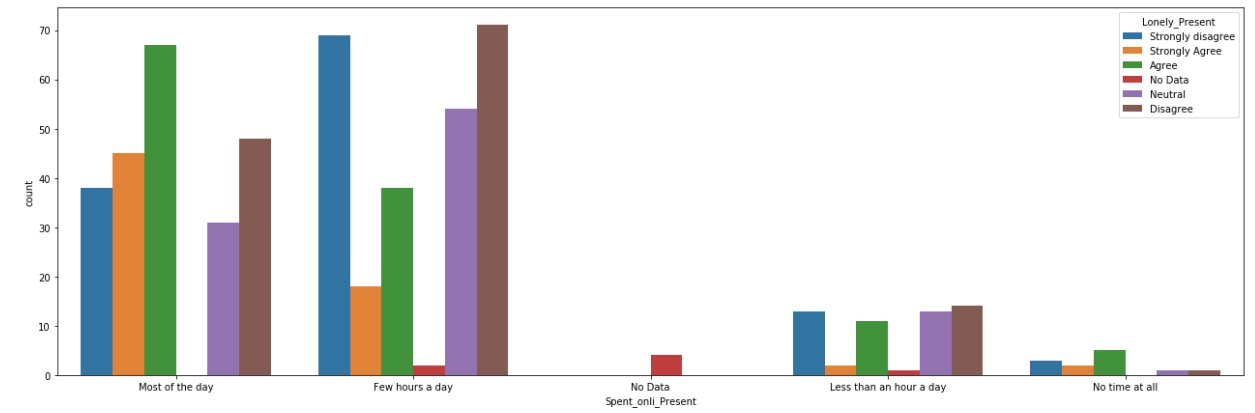 Lonely_Present
Strongly disagree
Strongly Agree
Agree
No Data
Neutral
Disagree
count
70
60
50
40
30
20
10
0
Most of the day
Few hours a day
No Data
Less than an hour a day
No time at all
Spent_onli_Present